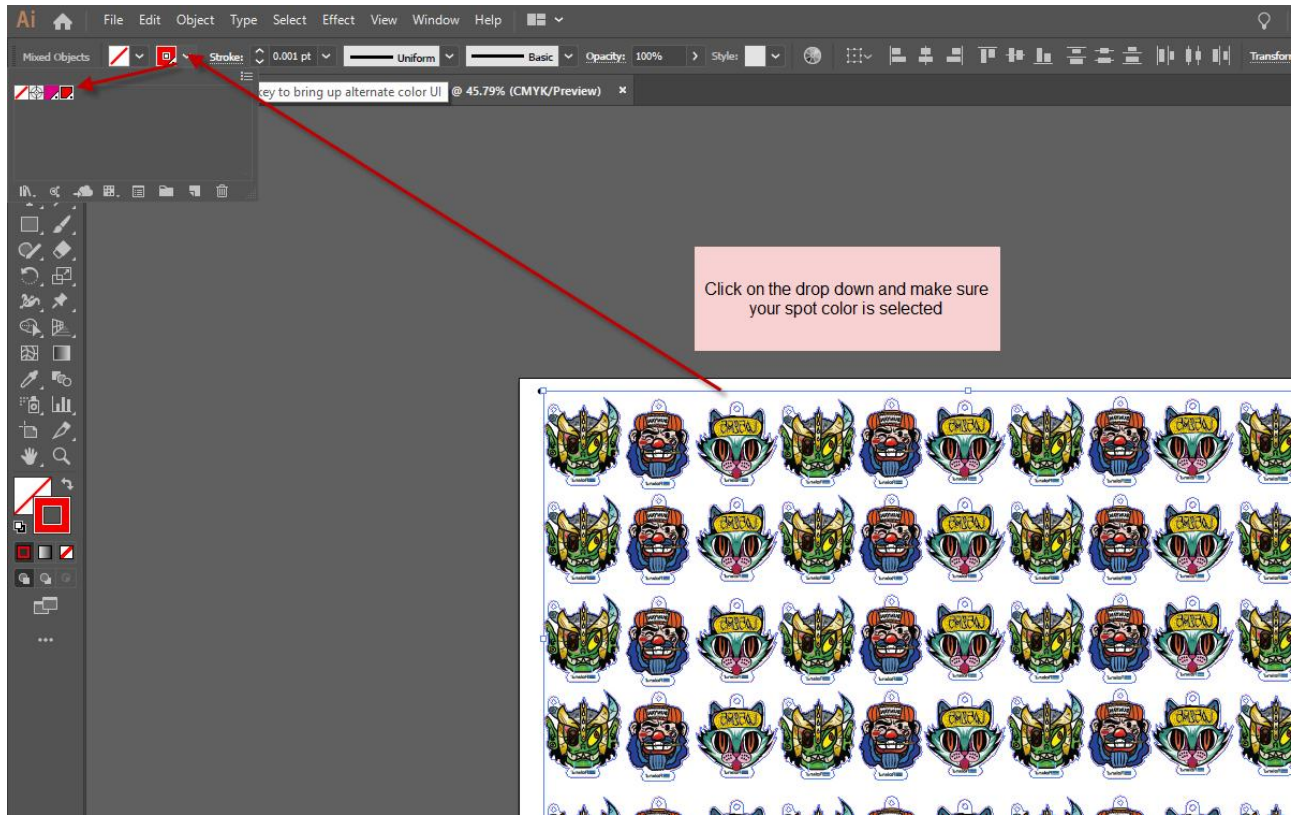 Ai File Edit Object Type Select Effect View Window Help
Mixed Objects Stroke: 0.001 pt Uniform Basic Opacity: 100% Style: Transform
key to bring up alternate color UI @ 45.79% (CMYK/Preview) ×
Click on the drop down and make sure
your spot color is selected